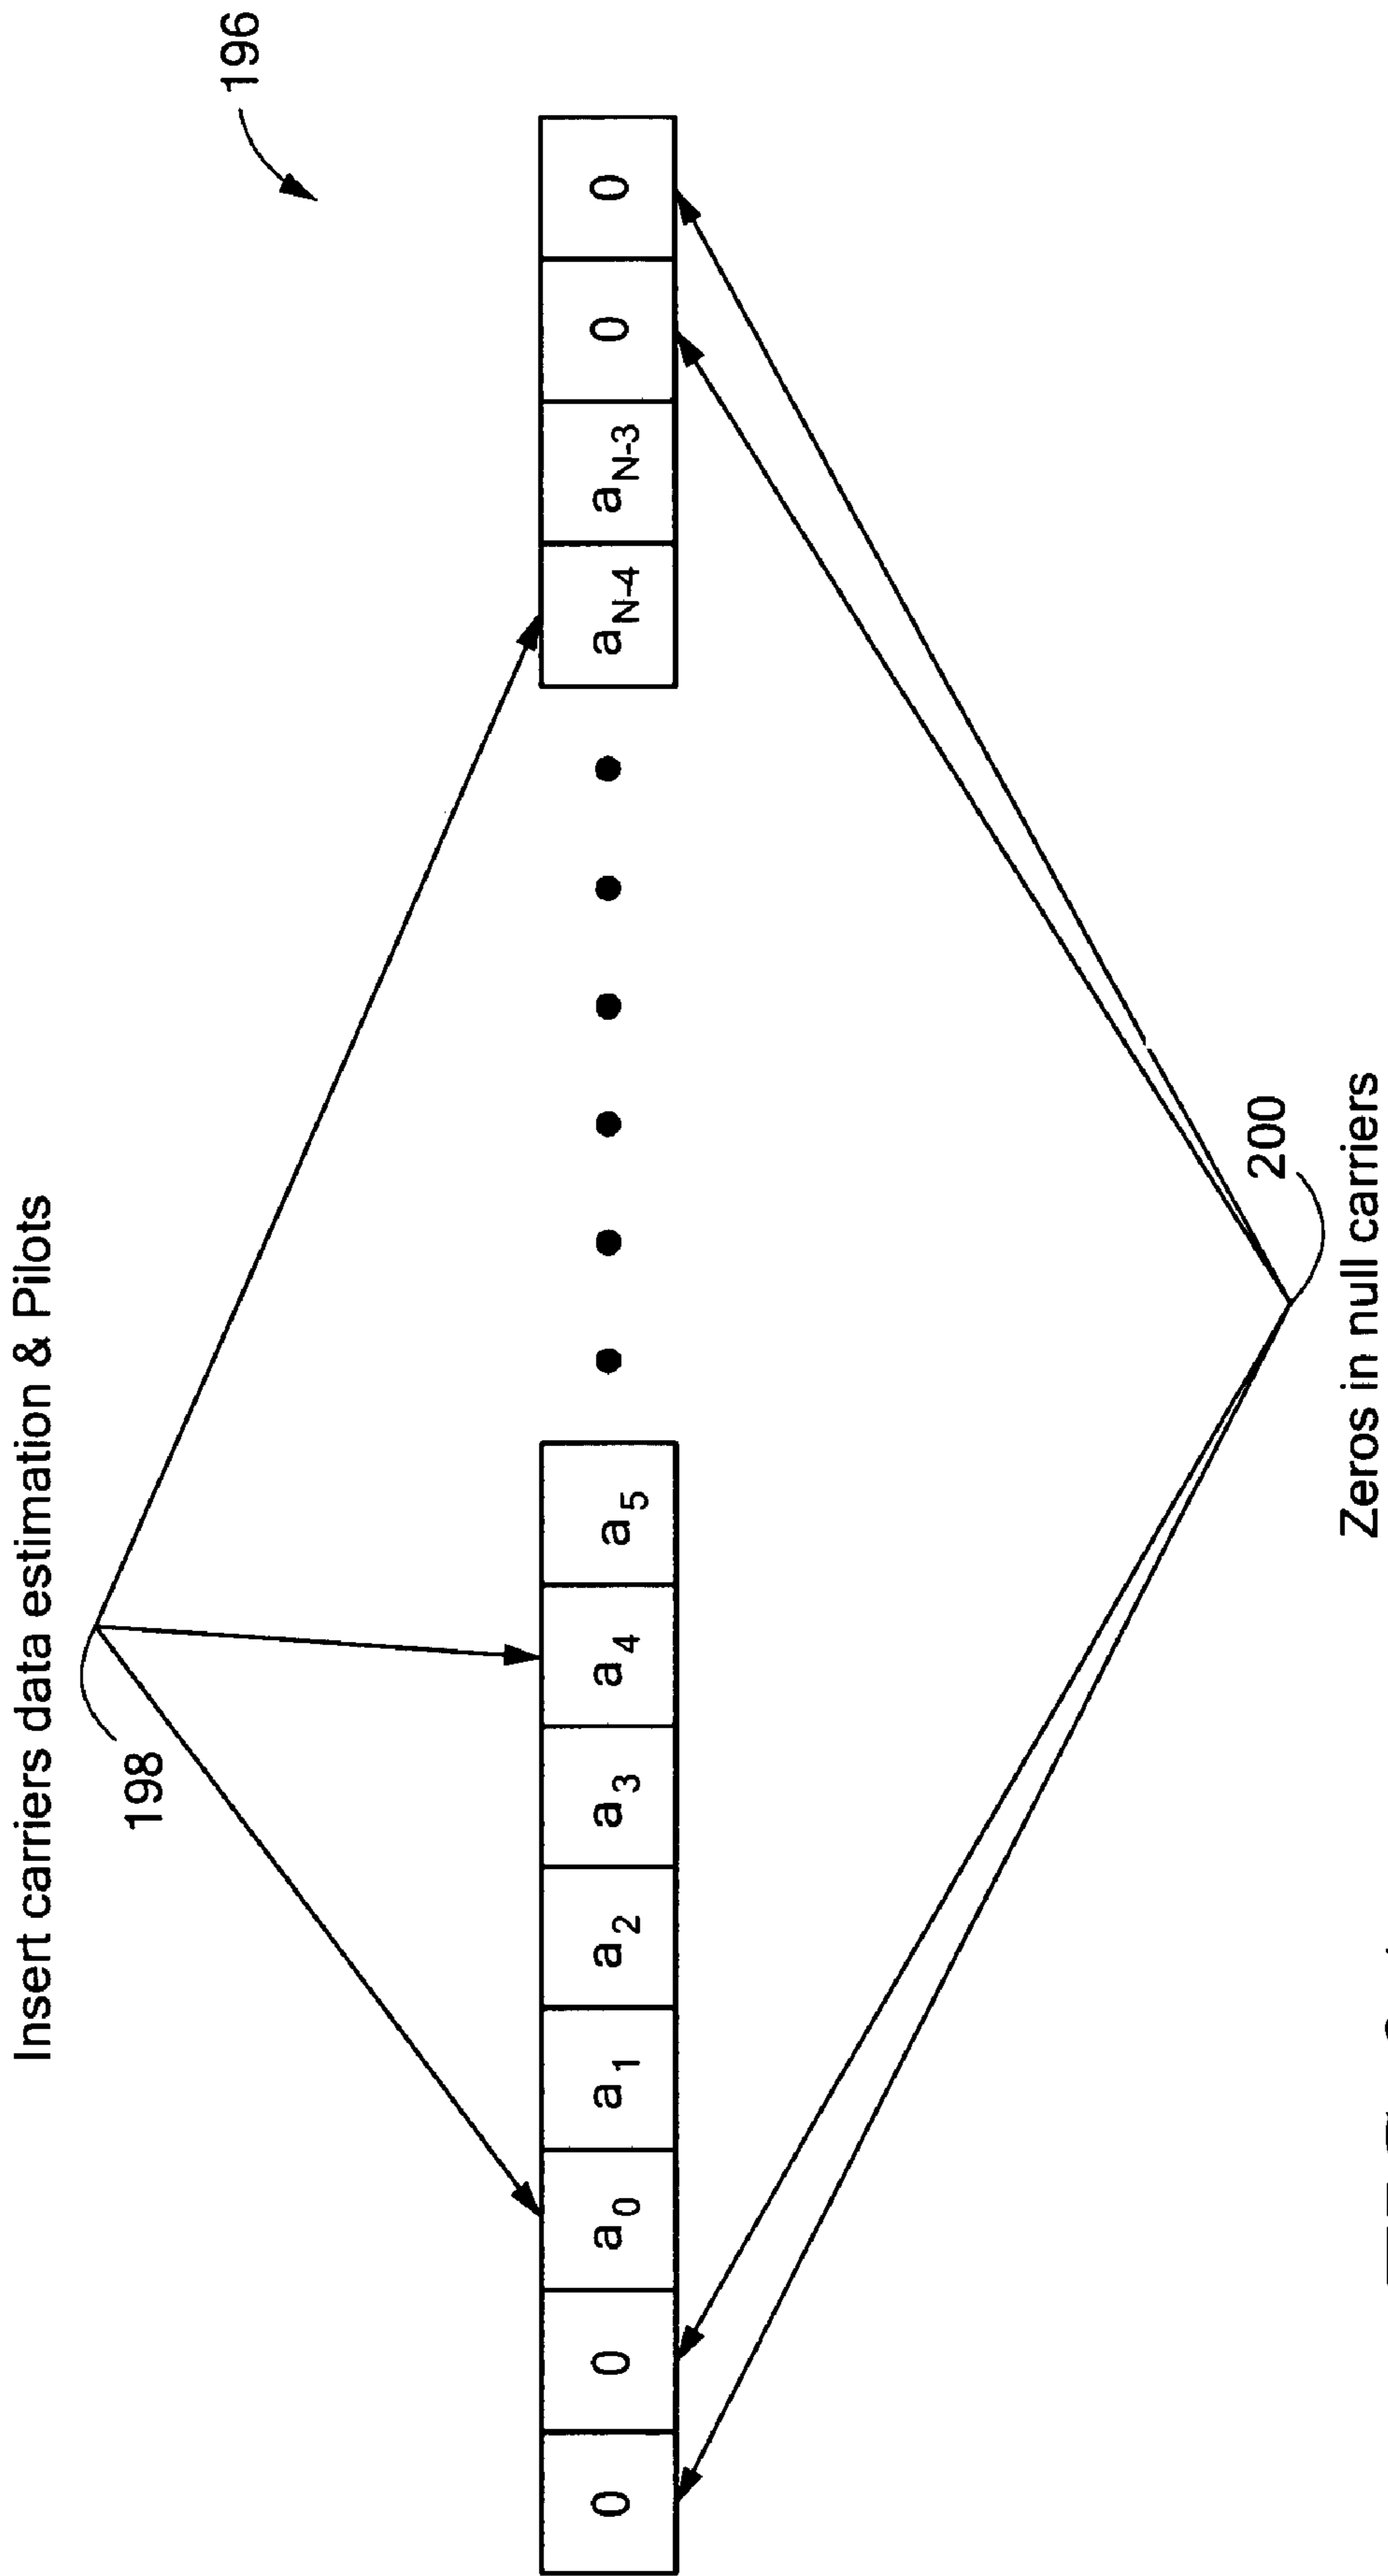 Insert carriers data estimation & Pilots
196
198
0 0 a0 a1 a2 a3 a4 a5 aN-4 aN-3 0 0
200
Zeros in null carriers